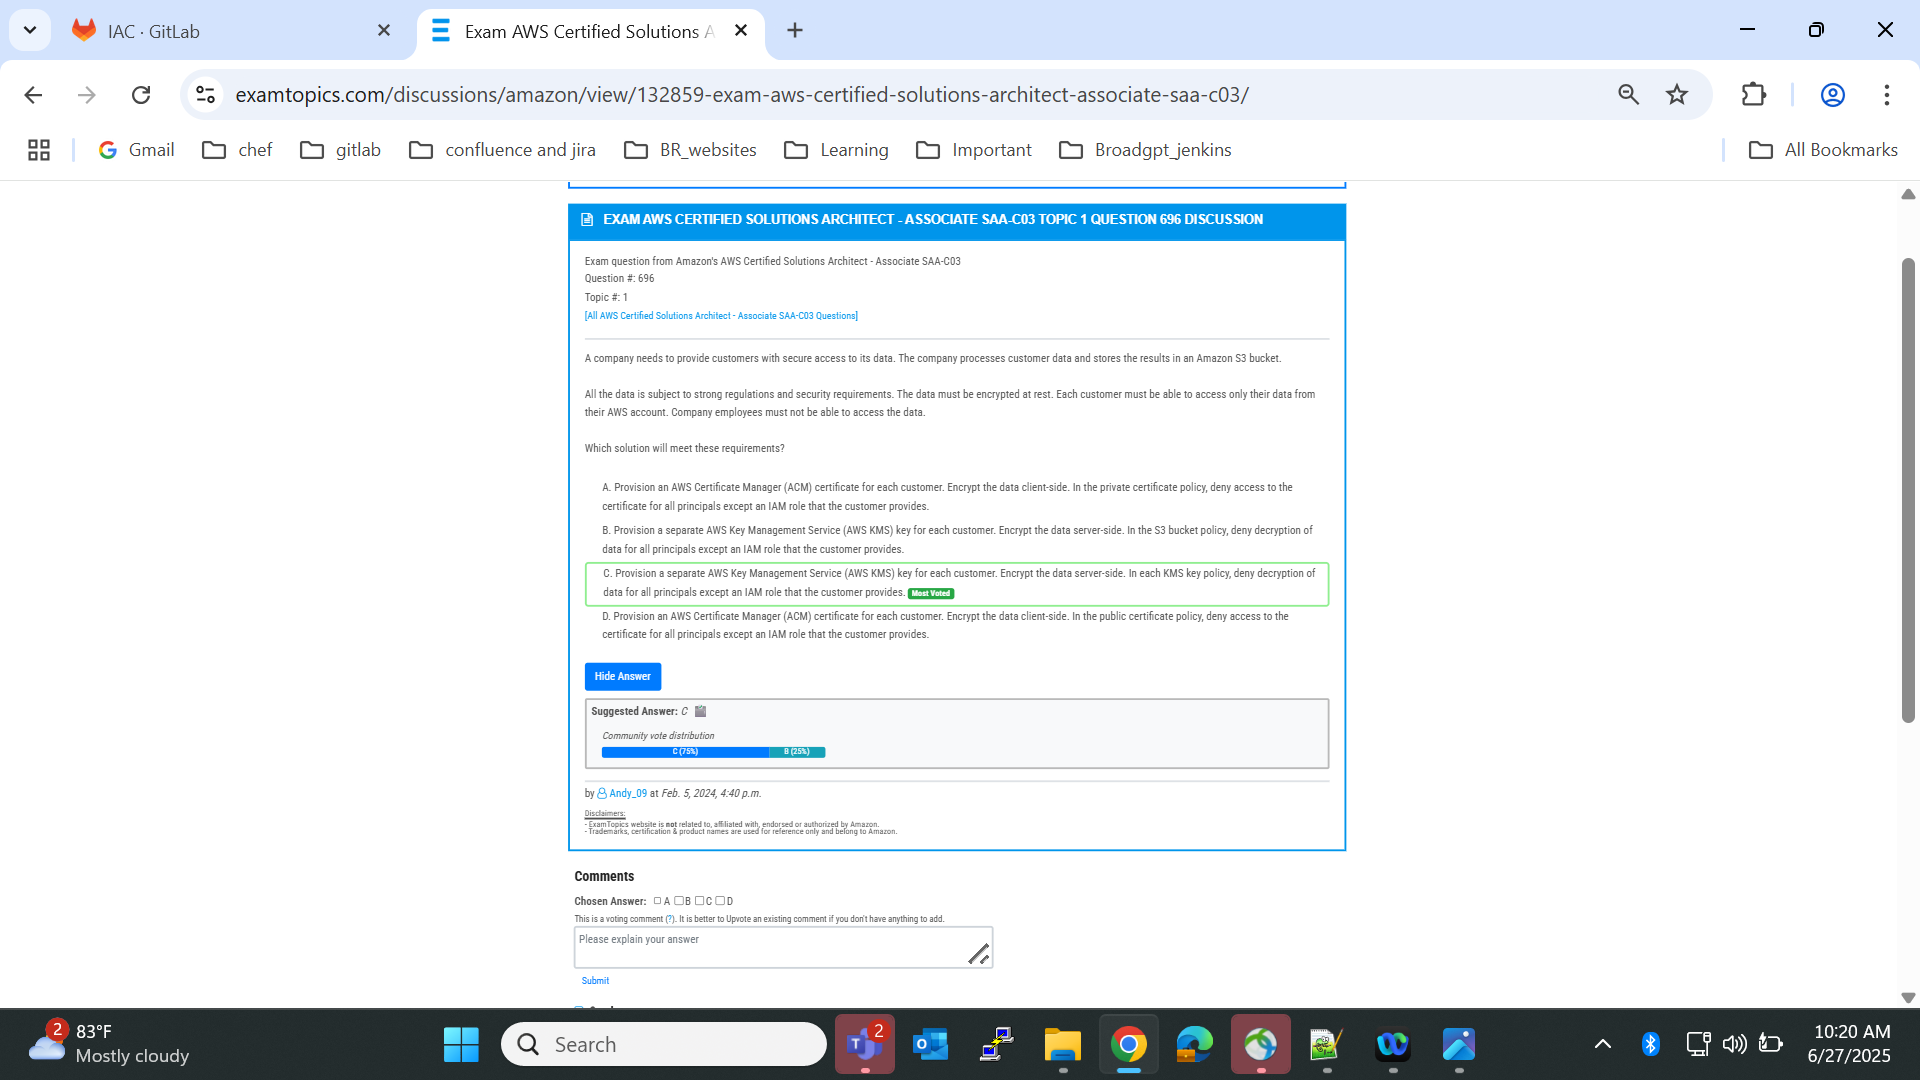 IAC · GitLab
Exam AWS Certified Solutions A
examtopics.com/discussions/amazon/view/132859-exam-aws-certified-solutions-architect-associate-saa-c03/
Gmail
chef
gitlab
confluence and jira
BR_websites
Learning
Important
Broadgpt_jenkins
All Bookmarks
EXAM AWS CERTIFIED SOLUTIONS ARCHITECT - ASSOCIATE SAA-C03 TOPIC 1 QUESTION 696 DISCUSSION
Exam question from Amazon's AWS Certified Solutions Architect - Associate SAA-C03
Question #: 696
Topic #: 1
[All AWS Certified Solutions Architect - Associate SAA-C03 Questions]
A company needs to provide customers with secure access to its data. The company processes customer data and stores the results in an Amazon S3 bucket.
All the data is subject to strong regulations and security requirements. The data must be encrypted at rest. Each customer must be able to access only their data from
their AWS account. Company employees must not be able to access the data.
Which solution will meet these requirements?
A. Provision an AWS Certificate Manager (ACM) certificate for each customer. Encrypt the data client-side. In the private certificate policy, deny access to the
certificate for all principals except an IAM role that the customer provides.
B. Provision a separate AWS Key Management Service (AWS KMS) key for each customer. Encrypt the data server-side. In the S3 bucket policy, deny decryption of
data for all principals except an IAM role that the customer provides.
C. Provision a separate AWS Key Management Service (AWS KMS) key for each customer. Encrypt the data server-side. In each KMS key policy, deny decryption of
data for all principals except an IAM role that the customer provides. Most Voted
D. Provision an AWS Certificate Manager (ACM) certificate for each customer. Encrypt the data client-side. In the public certificate policy, deny access to the
certificate for all principals except an IAM role that the customer provides.
Hide Answer
Suggested Answer: C
Community vote distribution
C (75%) B (25%)
by Andy_09 at Feb. 5, 2024, 4:40 p.m.
Disclaimers:
- ExamTopics website is not related to, affiliated with, endorsed or authorized by Amazon.
- Trademarks, certification & product names are used for reference only and belong to Amazon.
Comments
Chosen Answer: A B C D
This is a voting comment (?). It is better to Upvote an existing comment if you don't have anything to add.
Please explain your answer
Submit
2
83°F
Mostly cloudy
Search
2
10:20 AM
6/27/2025